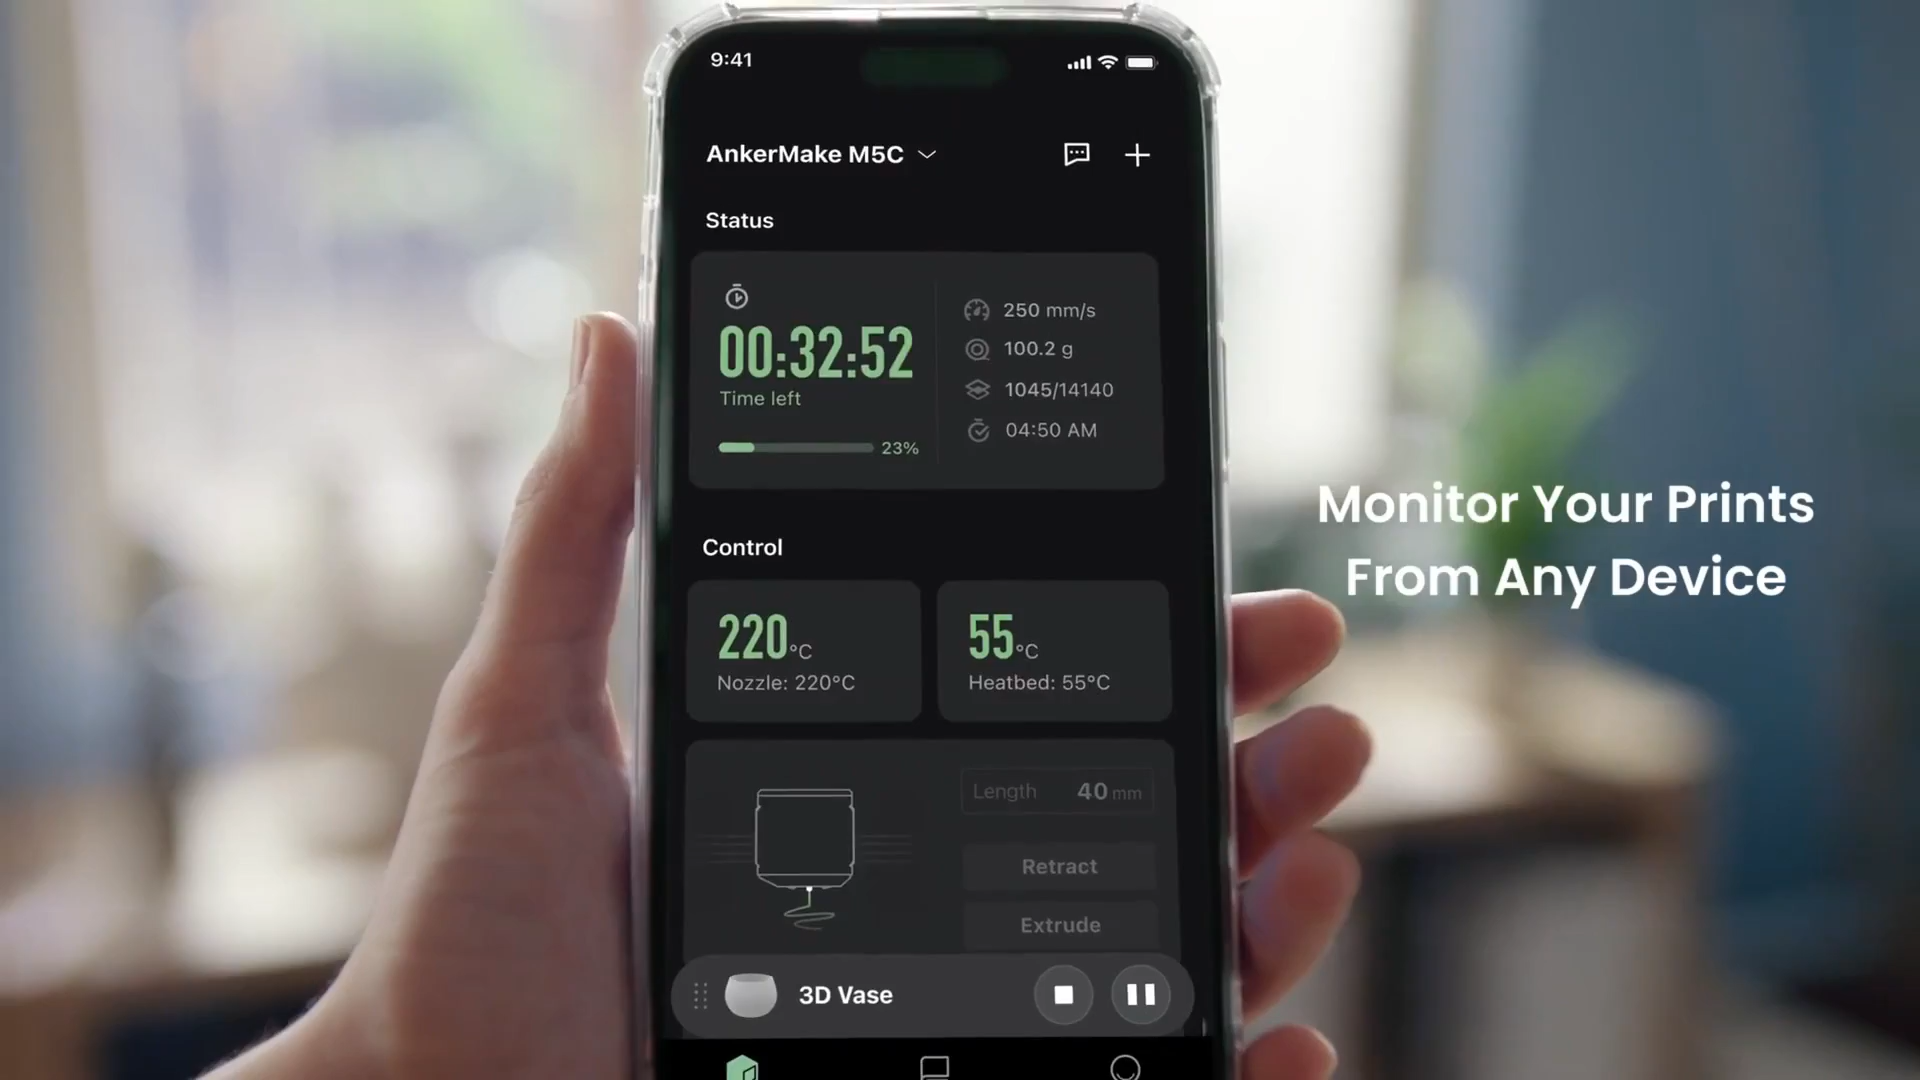 9:41
AnkerMake M5C
Status
00:32:52
Time left
23%
250 mm/s
100.2 g
1045/14140
04:50 AM
Monitor Your Prints
From Any Device
Control
220°C
Nozzle: 220°C
55°C
Heatbed: 55°C
Length 40 mm
Retract
Extrude
3D Vase